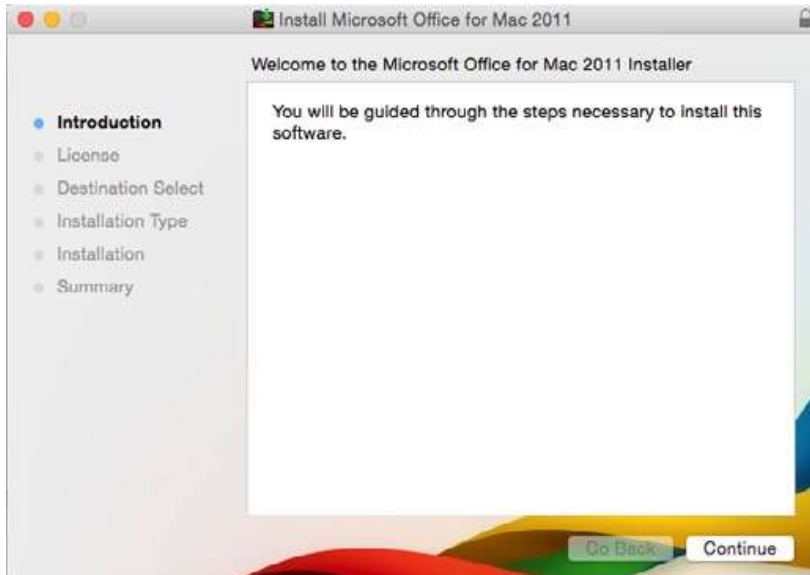 Install Microsoft Office for Mac 2011
Welcome to the Microsoft Office for Mac 2011 Installer
Introduction
License
Destination Select
Installation Type
Installation
Summary
You will be guided through the steps necessary to install this
software.
Go Back
Continue